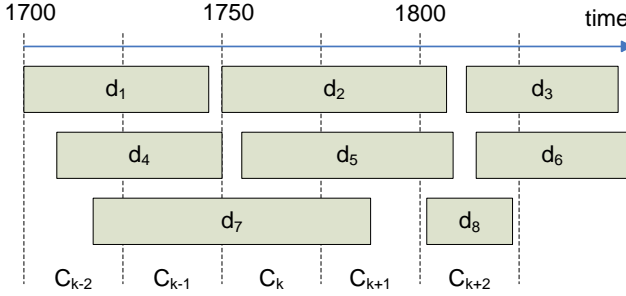 1700 1750 1800 time
d₁ d₂ d₃
d₄ d₅ d₆
d₇ d₈
Cₖ₋₂ Cₖ₋₁ Cₖ Cₖ₊₁ Cₖ₊₂